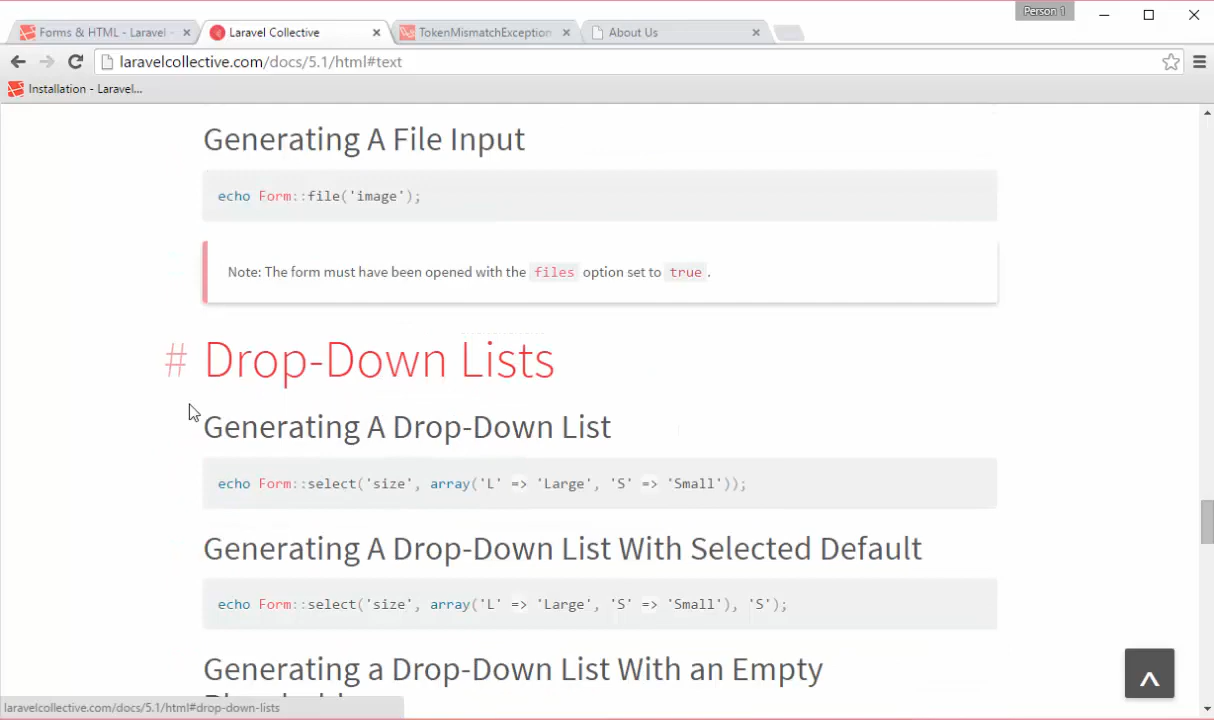 Person 1
Forms & HTML - Laravel -
Laravel Collective
TokenMismatchException
About Us
laravelcollective.com/docs/5.1/html#text
Installation - Laravel...
Generating A File Input
echo Form::file('image');
Note: The form must have been opened with the files option set to true .
# Drop-Down Lists
Generating A Drop-Down List
echo Form::select('size', array('L' => 'Large', 'S' => 'Small'));
Generating A Drop-Down List With Selected Default
echo Form::select('size', array('L' => 'Large', 'S' => 'Small'), 'S');
Generating a Drop-Down List With an Empty
laravelcollective.com/docs/5.1/html#drop-down-lists